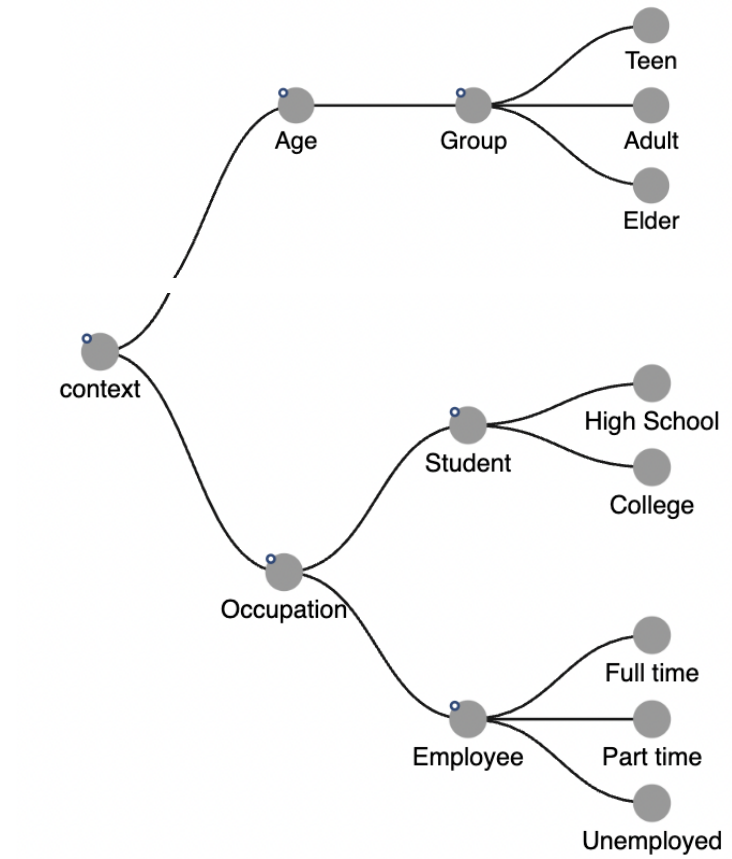 Teen
Age
Group
Adult
Elder
context
High School
Student
College
Occupation
Full time
Employee
Part time
Unemployed